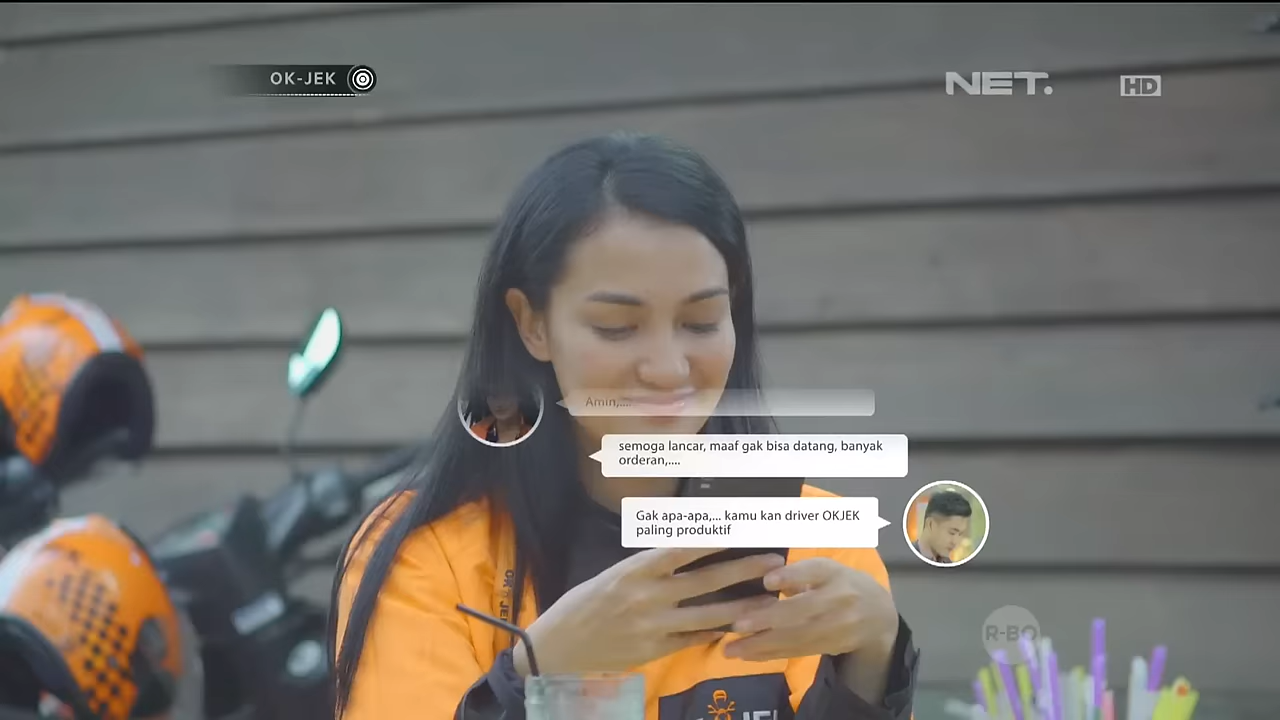 OK-JEK
NET.
HD
Amin,....
semoga lancar, maaf gak bisa datang, banyak
orderan,....
Gak apa-apa,... kamu kan driver OKJEK
paling produktif
R-BO